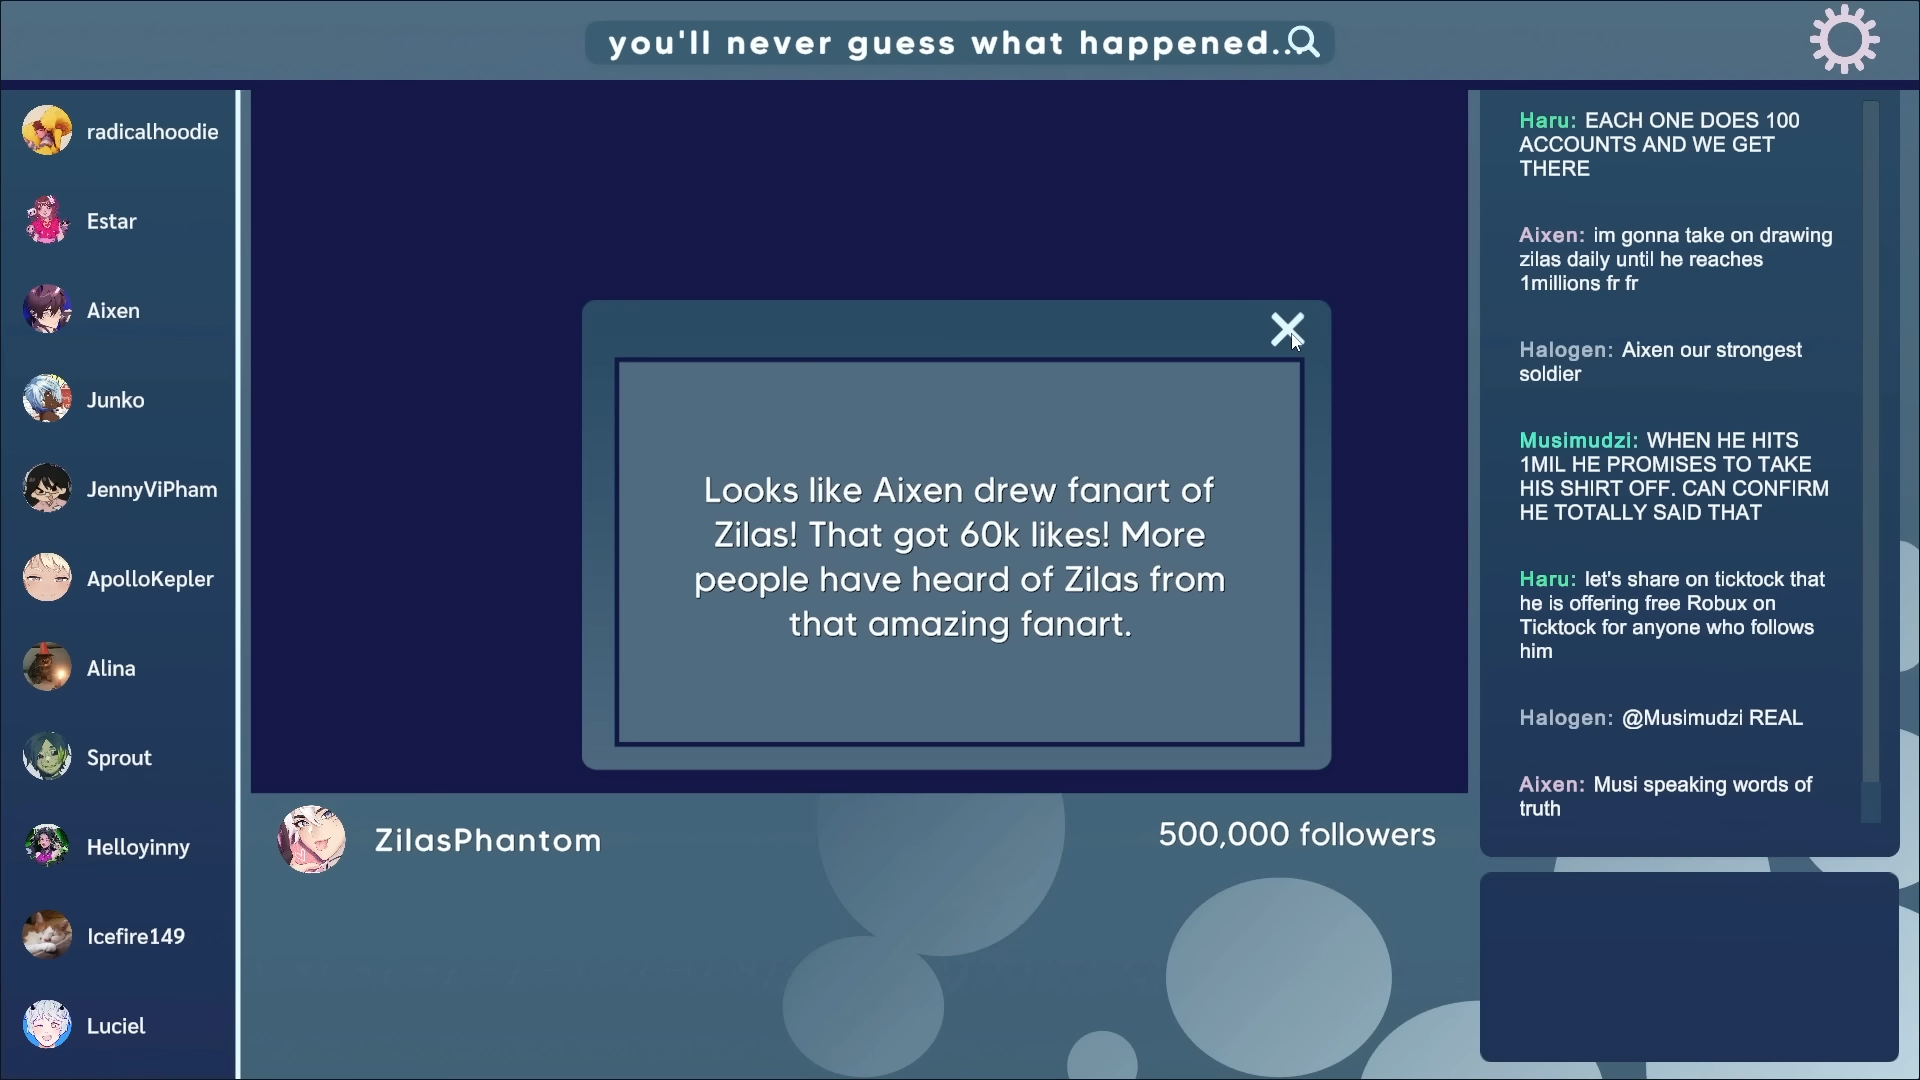 you'll never guess what happened..
radicalhoodie
Estar
Aixen
Junko
JennyViPham
ApolloKepler
Alina
Sprout
Helloyinny
Icefire149
Luciel
Looks like Aixen drew fanart of
Zilas! That got 60k likes! More
people have heard of Zilas from
that amazing fanart.
ZilasPhantom
500,000 followers
Haru: EACH ONE DOES 100
ACCOUNTS AND WE GET
THERE
Aixen: im gonna take on drawing
zilas daily until he reaches
1millions fr fr
Halogen: Aixen our strongest
soldier
Musimudzi: WHEN HE HITS
1MIL HE PROMISES TO TAKE
HIS SHIRT OFF. CAN CONFIRM
HE TOTALLY SAID THAT
Haru: let's share on ticktock that
he is offering free Robux on
Ticktock for anyone who follows
him
Halogen: @Musimudzi REAL
Aixen: Musi speaking words of
truth